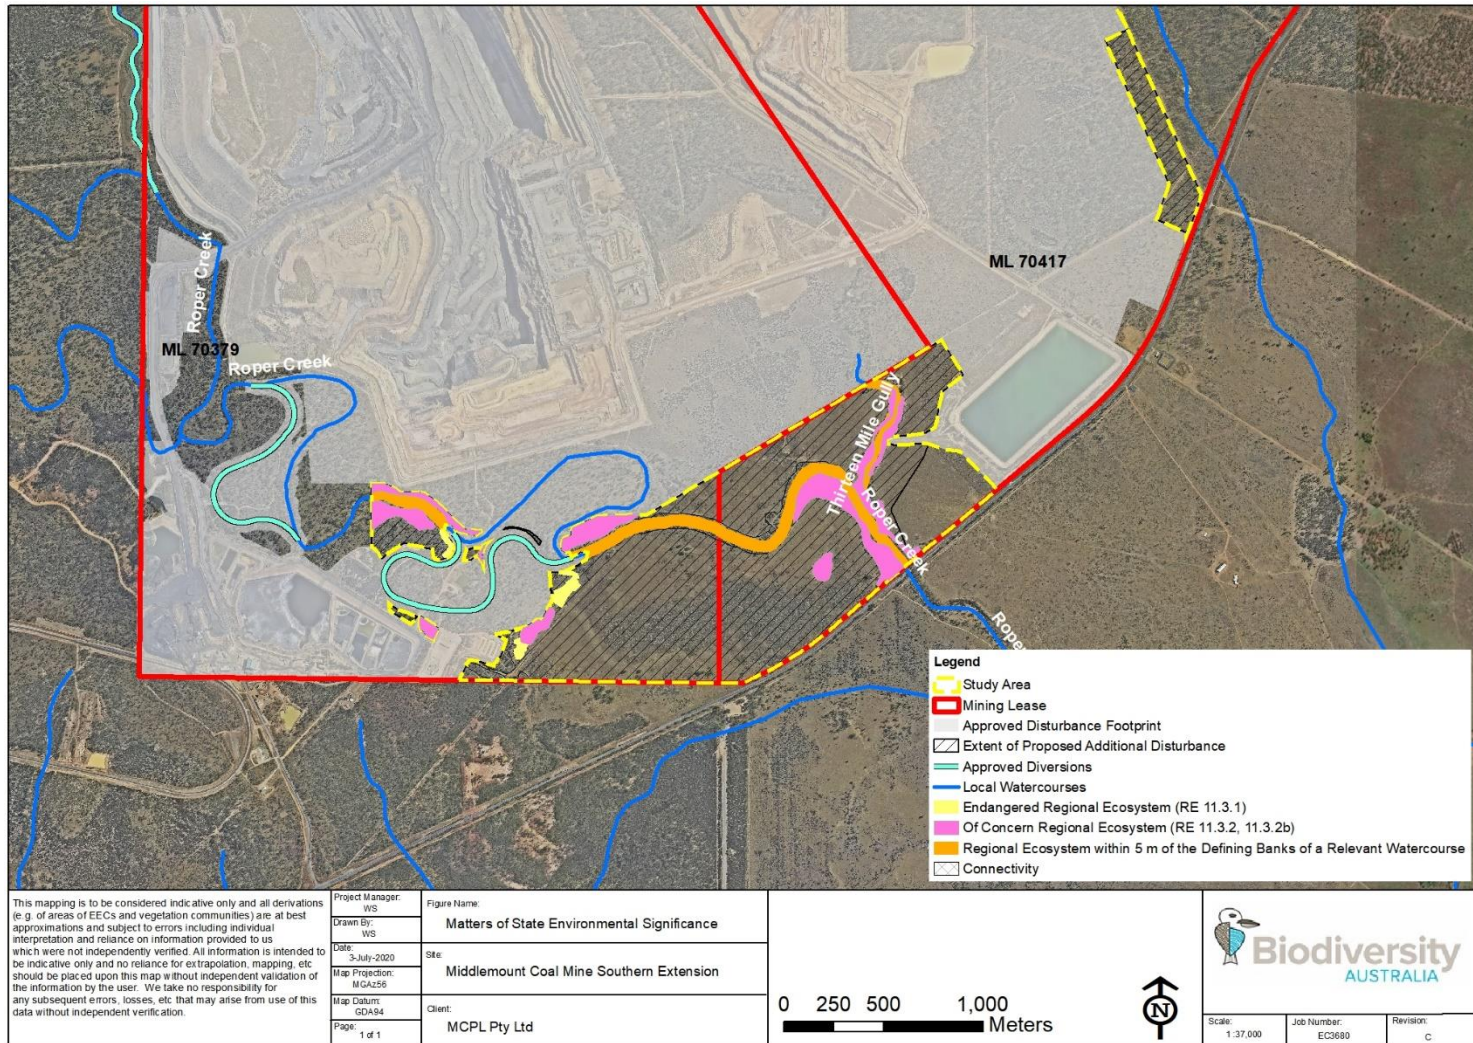 ML 70417
Roper Creek
ML 70379
Roper Creek
Thirteen Mile Gully
Roper Creek
Roper
Legend
Study Area
Mining Lease
Approved Disturbance Footprint
Extent of Proposed Additional Disturbance
Approved Diversions
Local Watercourses
Endangered Regional Ecosystem (RE 11.3.1)
Of Concern Regional Ecosystem (RE 11.3.2, 11.3.2b)
Regional Ecosystem within 5 m of the Defining Banks of a Relevant Watercourse
Connectivity
This mapping is to be considered indicative only and all derivations
(e.g. of areas of EECs and vegetation communities) are at best
approximations and subject to errors including individual
interpretation and reliance on information provided to us
which were not independently verified. All information is intended to
be indicative only and no reliance for extrapolation, mapping, etc
should be placed upon this map without independent validation of
the information by the user. We take no responsibility for
any subsequent errors, losses, etc that may arise from use of this
data without independent verification.
Project Manager:
WS
Drawn By:
WS
Date:
3-July-2020
Map Projection:
MGAz56
Map Datum:
GDA94
Page:
1 of 1
Figure Name:
Matters of State Environmental Significance
Site:
Middlemount Coal Mine Southern Extension
Client:
MCPL Pty Ltd
0 250 500 1,000
Meters
N
Biodiversity
AUSTRALIA
Scale:
1:37,000
Job Number:
EC3680
Revision:
C